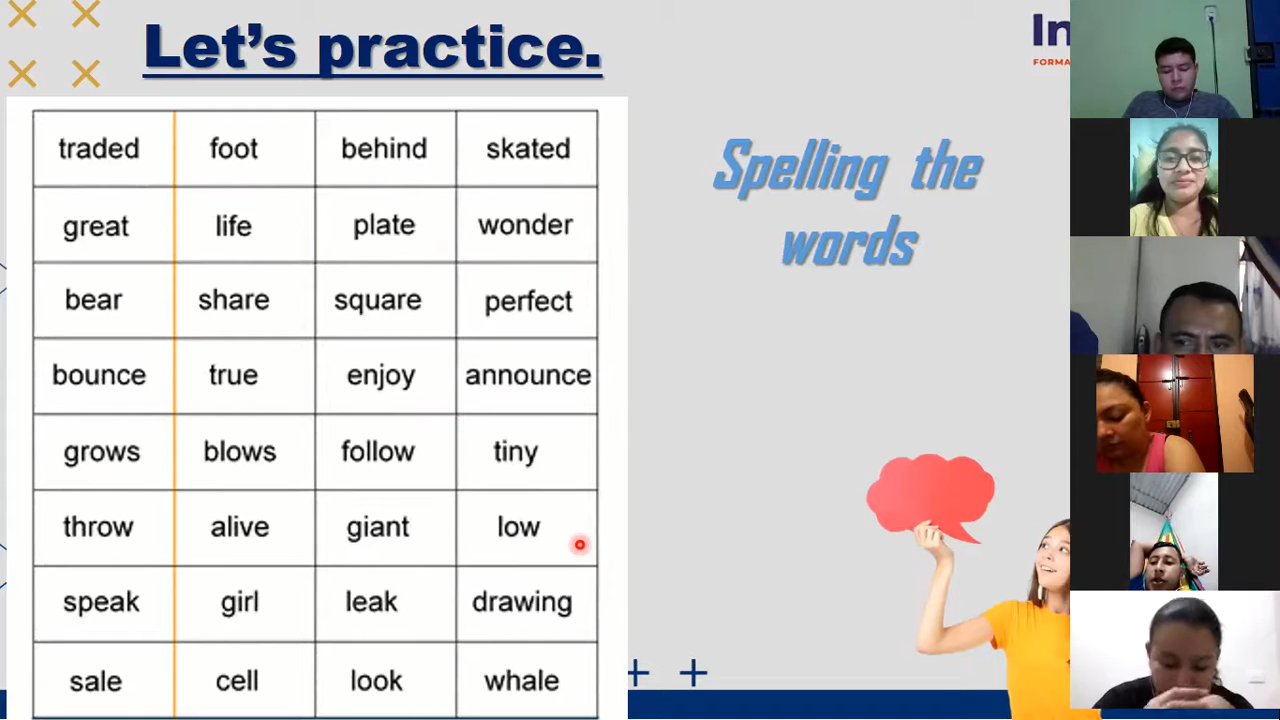 Let's practice.
In
FORMA
traded foot behind skated
great life plate wonder
bear share square perfect
bounce true enjoy announce
grows blows follow tiny
throw alive giant low
speak girl leak drawing
sale cell look whale
Spelling the
words